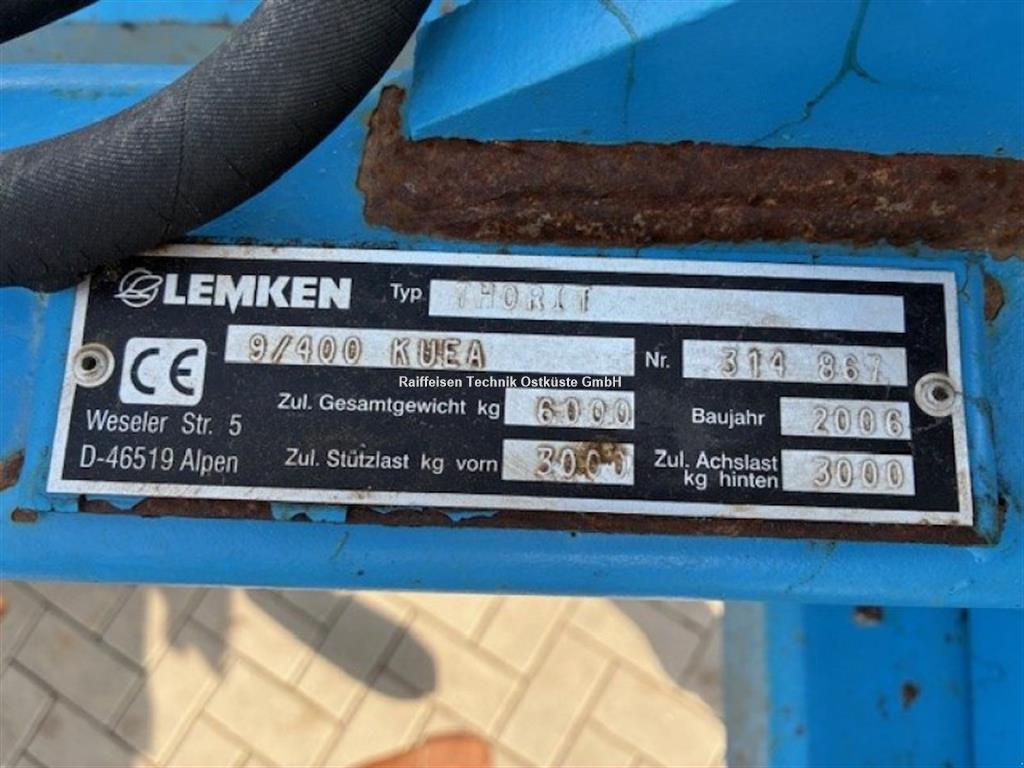 LEMKEN Typ THORIT
9/400 KUEA Nr. 314 867
CE
Raiffeisen Technik Ostküste GmbH
Zul. Gesamtgewicht kg 6000 Baujahr 2006
Weseler Str. 5
D-46519 Alpen
Zul. Stützlast kg vorn 3000 Zul. Achslast
kg hinten 3000